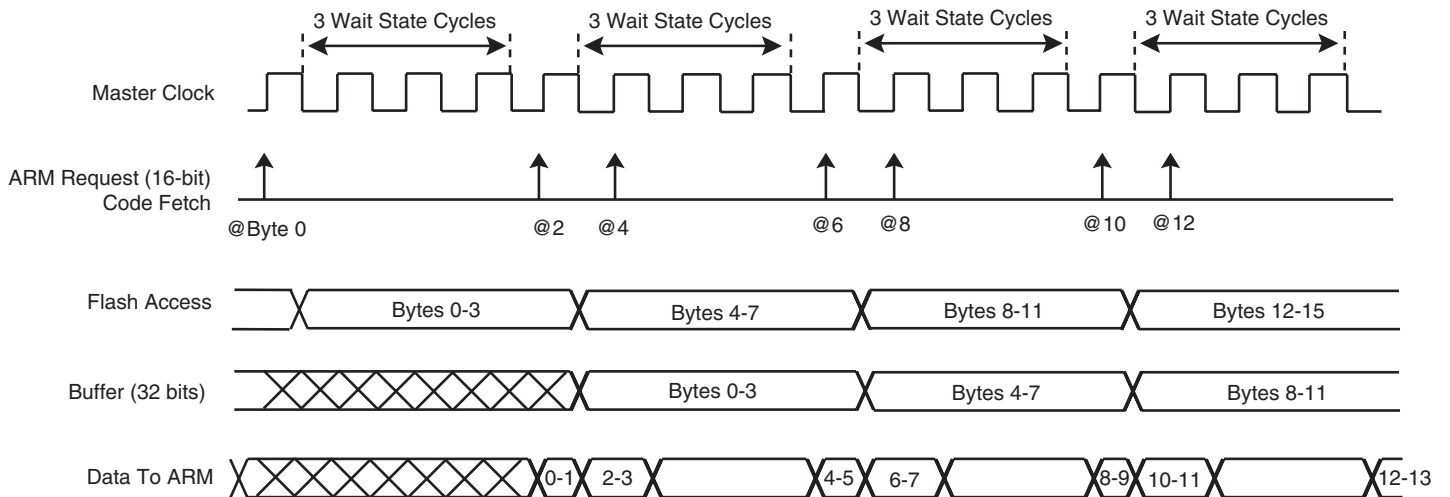 3 Wait State Cycles
3 Wait State Cycles
3 Wait State Cycles
3 Wait State Cycles
Master Clock
ARM Request (16-bit)
Code Fetch
@Byte 0
@2
@4
@6
@8
@10
@12
Flash Access
Bytes 0-3
Bytes 4-7
Bytes 8-11
Bytes 12-15
Buffer (32 bits)
Bytes 0-3
Bytes 4-7
Bytes 8-11
Data To ARM
0-1
2-3
4-5
6-7
8-9
10-11
12-13